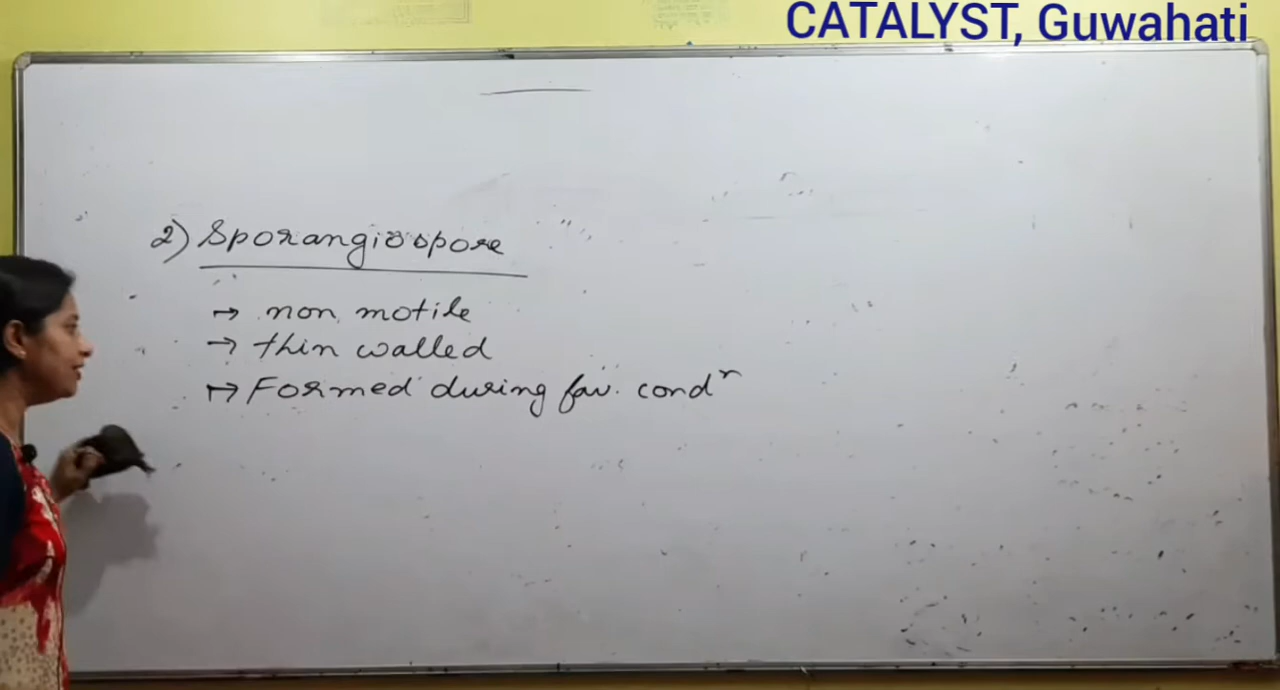 CATALYST, Guwahati
2) Sporangiospore
→ non motile
→ thin walled
↦ Formed during fav. condⁿ